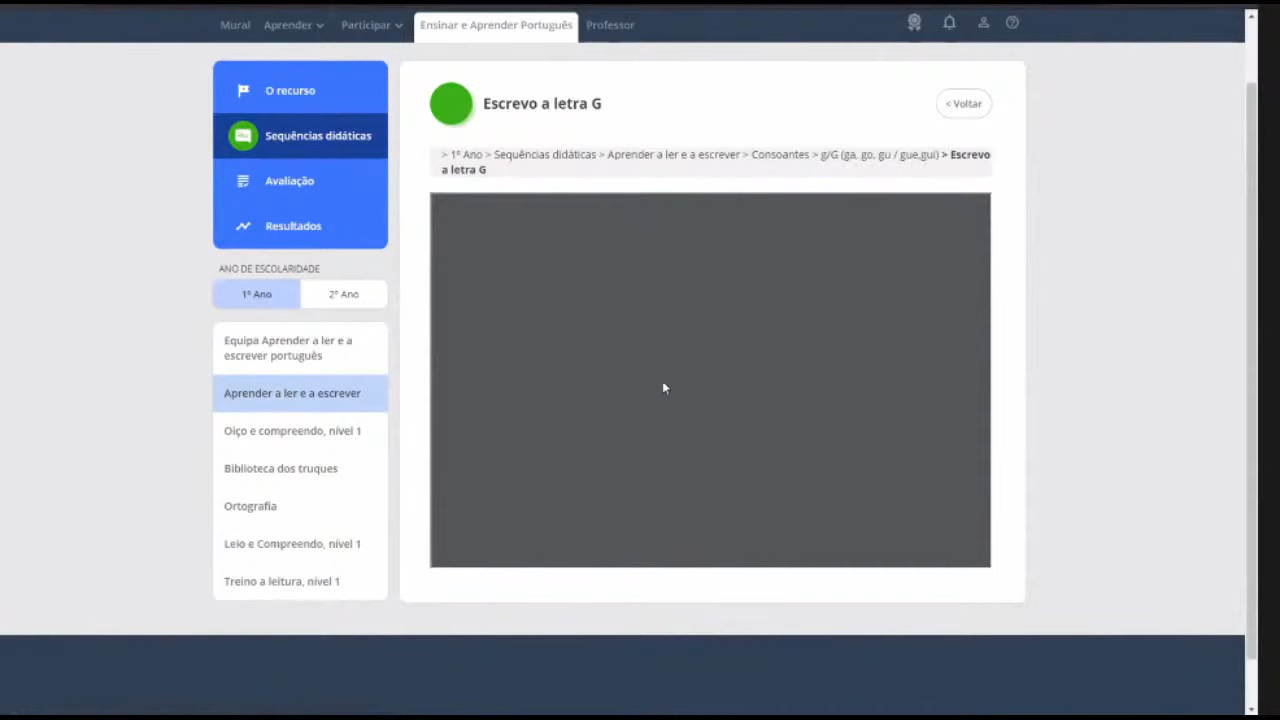 Mural Aprender Participar Ensinar e Aprender Português Professor
O recurso
Sequências didáticas
Avaliação
Resultados
ANO DE ESCOLARIDADE
1º Ano 2º Ano
Equipa Aprender a ler e a
escrever português
Aprender a ler e a escrever
Oiço e compreendo, nível 1
Biblioteca dos truques
Ortografia
Leio e Compreendo, nível 1
Treino a leitura, nível 1
Escrevo a letra G
< Voltar
> 1º Ano > Sequências didáticas > Aprender a ler e a escrever > Consoantes > g/G (ga, go, gu / gue,gui) > Escrevo
a letra G